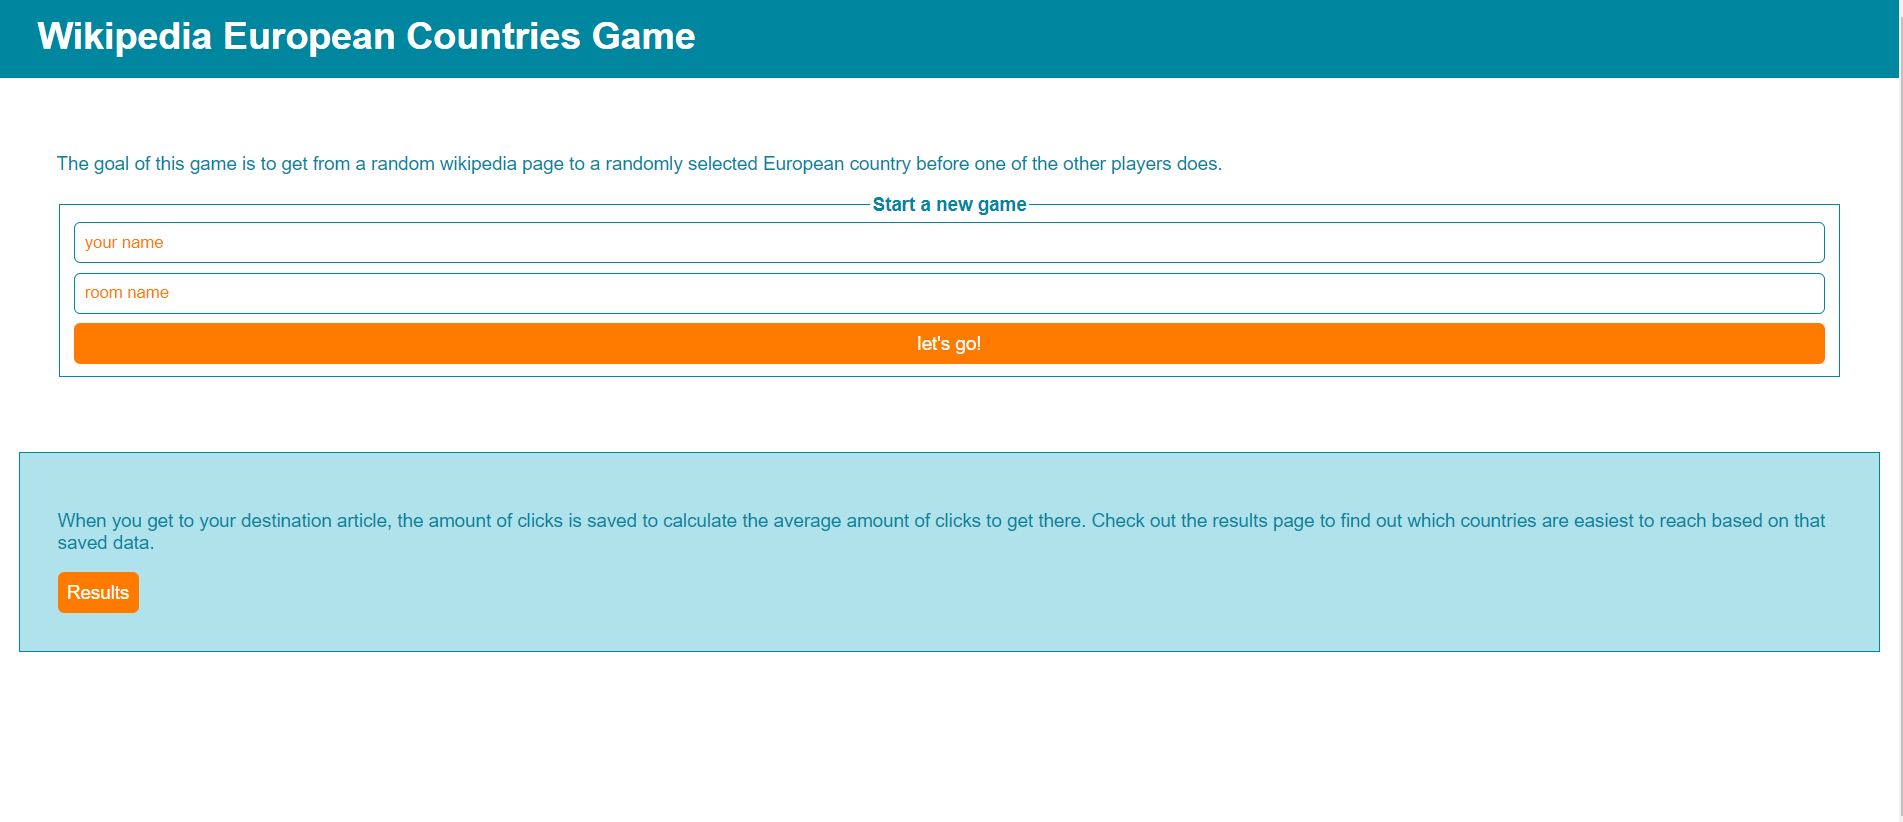 Wikipedia European Countries Game
The goal of this game is to get from a random wikipedia page to a randomly selected European country before one of the other players does.
Start a new game
your name
room name
let's go!
When you get to your destination article, the amount of clicks is saved to calculate the average amount of clicks to get there. Check out the results page to find out which countries are easiest to reach based on that
saved data.
Results